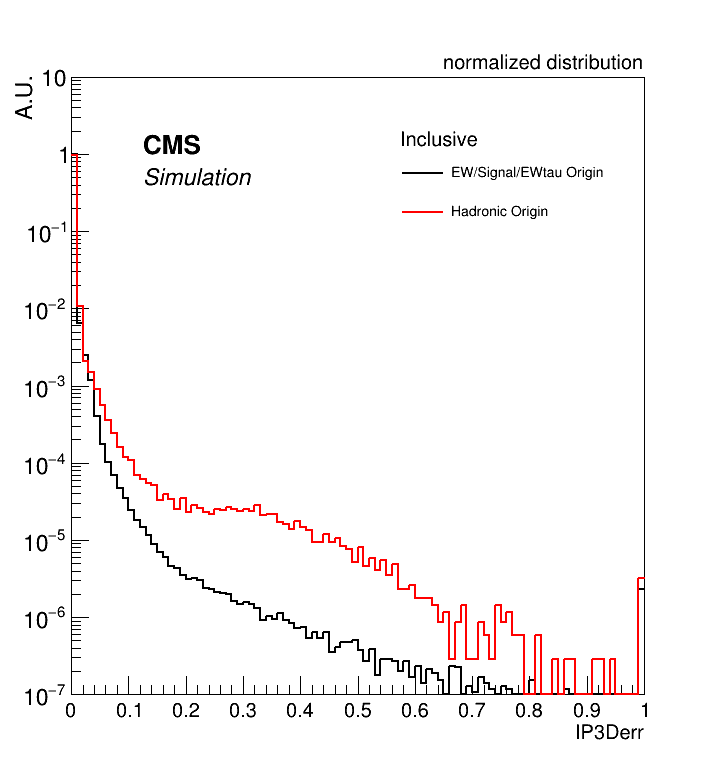 normalized distribution
A.U.
10
1
10⁻¹
10⁻²
10⁻³
10⁻⁴
10⁻⁵
10⁻⁶
10⁻⁷
CMS
Simulation
Inclusive
EW/Signal/EWtau Origin
Hadronic Origin
0 0.1 0.2 0.3 0.4 0.5 0.6 0.7 0.8 0.9 1
IP3Derr